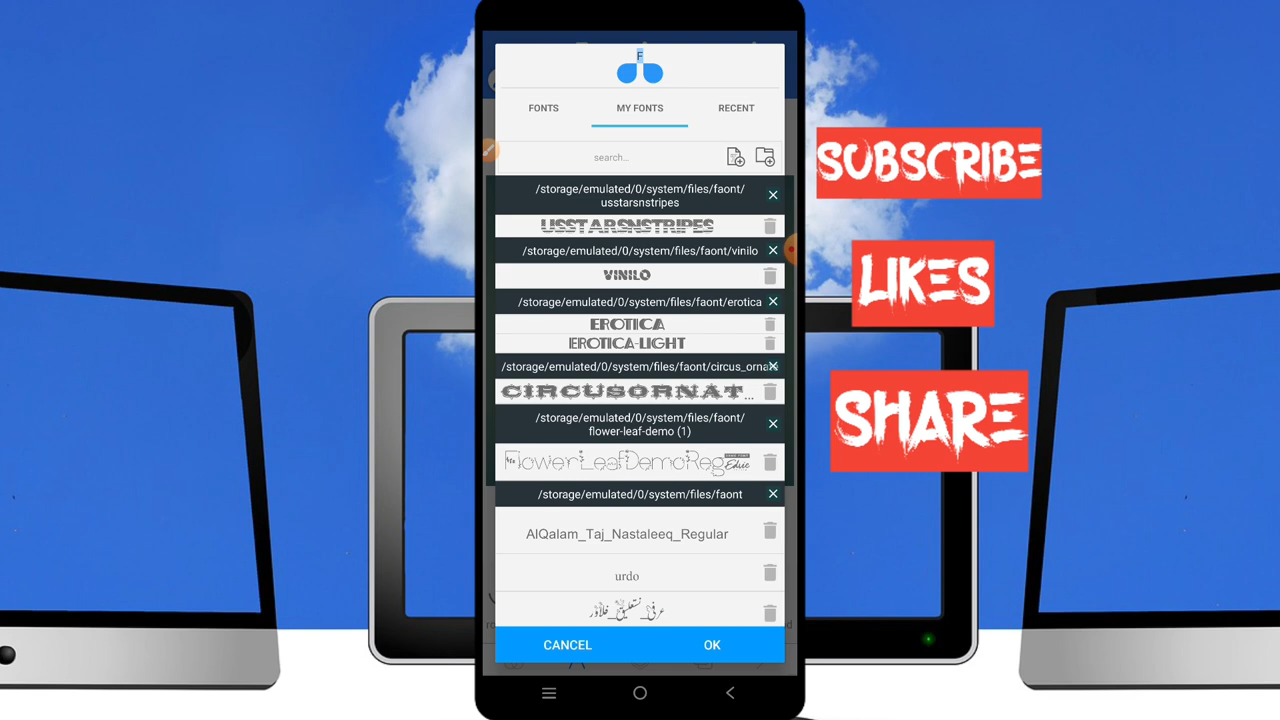 F
FONTS
MY FONTS
RECENT
search...
/storage/emulated/0/system/files/faont/
usstarsnstripes
USSTARSNSTRIPES
/storage/emulated/0/system/files/faont/vinilo
VINILO
/storage/emulated/0/system/files/faont/erotica
EROTICA
EROTICA-LIGHT
/storage/emulated/0/system/files/faont/circus_orna
CIRCUSORNAT...
/storage/emulated/0/system/files/faont/
flower-leaf-demo (1)
FlowerLeafDemoReg
/storage/emulated/0/system/files/faont
AlQalam_Taj_Nastaleeq_Regular
urdo
عرفی_نستعلیق_فلاور
CANCEL
OK
SUBSCRIBE
LIKES
SHARE